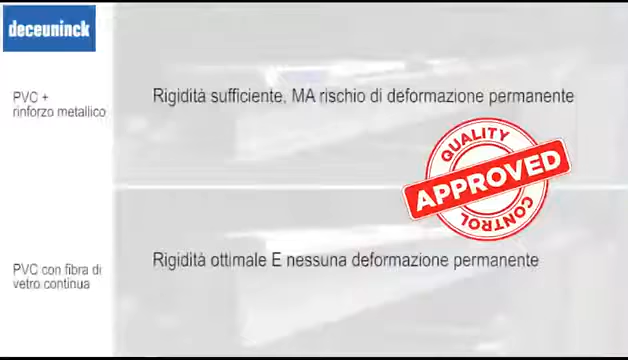 deceuninck
PVC +
rinforzo metallico
Rigidità sufficiente, MA rischio di deformazione permanente
QUALITY
APPROVED
CONTROL
PVC con fibra di
vetro continua
Rigidità ottimale E nessuna deformazione permanente